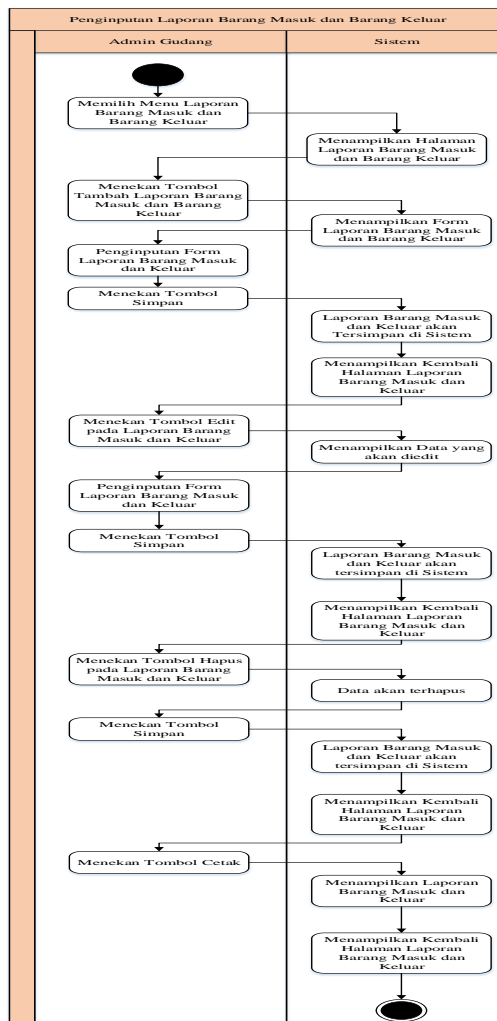 Penginputan Laporan Barang Masuk dan Barang Keluar
Admin Gudang
Sistem
Memilih Menu Laporan
Barang Masuk dan
Barang Keluar
Menampilkan Halaman
Laporan Barang Masuk
dan Barang Keluar
Menekan Tombol
Tambah Laporan Barang
Masuk dan Barang
Keluar
Menampilkan Form
Laporan Barang Masuk
dan Barang Keluar
Penginputan Form
Laporan Barang Masuk
dan Keluar
Menekan Tombol
Simpan
Laporan Barang Masuk
dan Keluar akan
Tersimpan di Sistem
Menampilkan Kembali
Halaman Laporan
Barang Masuk dan
Keluar
Menekan Tombol Edit
pada Laporan Barang
Masuk dan Keluar
Menampilkan Data yang
akan diedit
Penginputan Form
Laporan Barang Masuk
dan Keluar
Menekan Tombol
Simpan
Laporan Barang Masuk
dan Keluar akan
tersimpan di Sistem
Menampilkan Kembali
Halaman Laporan
Barang Masuk dan
Keluar
Menekan Tombol Hapus
pada Laporan Barang
Masuk dan Keluar
Data akan terhapus
Menekan Tombol
Simpan
Laporan Barang Masuk
dan Keluar akan
tersimpan di Sistem
Menampilkan Kembali
Halaman Laporan
Barang Masuk dan
Keluar
Menekan Tombol Cetak
Menampilkan Laporan
Barang Masuk dan
Keluar
Menampilkan Kembali
Halaman Laporan
Barang Masuk dan
Keluar